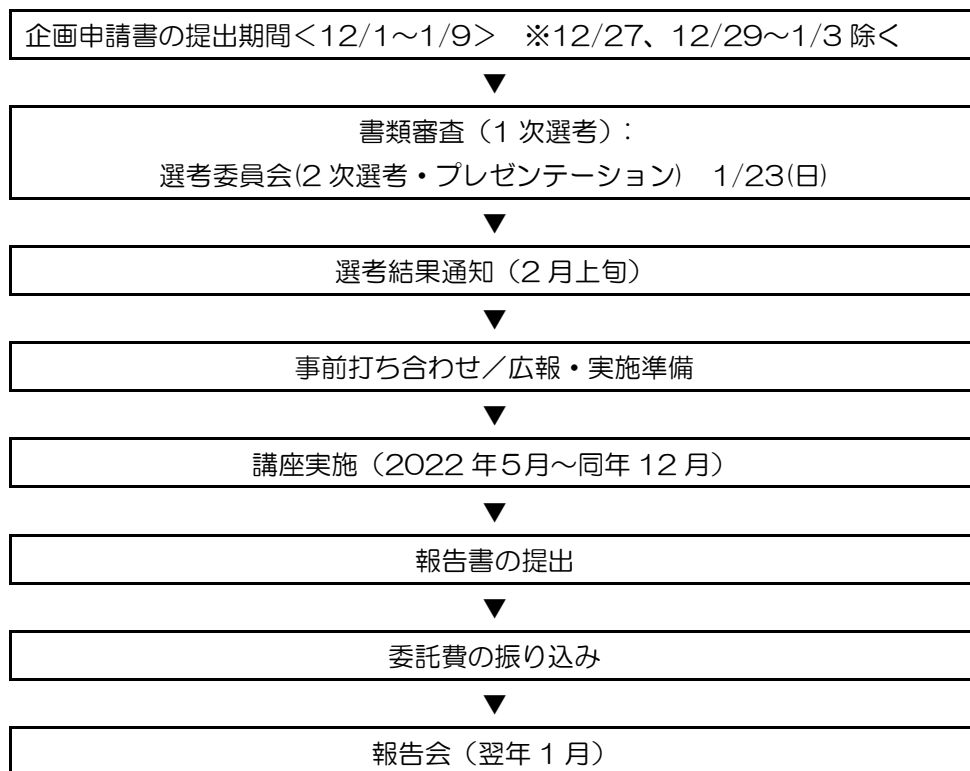 企画申請書の提出期間＜12/1～1/9＞　※12/27、12/29～1/3 除く
▼
書類審査（1 次選考）：
選考委員会(2 次選考・プレゼンテーション)　1/23(日)
▼
選考結果通知（2 月上旬）
▼
事前打ち合わせ／広報・実施準備
▼
講座実施（2022 年５月～同年 12 月）
▼
報告書の提出
▼
委託費の振り込み
▼
報告会（翌年 1 月）